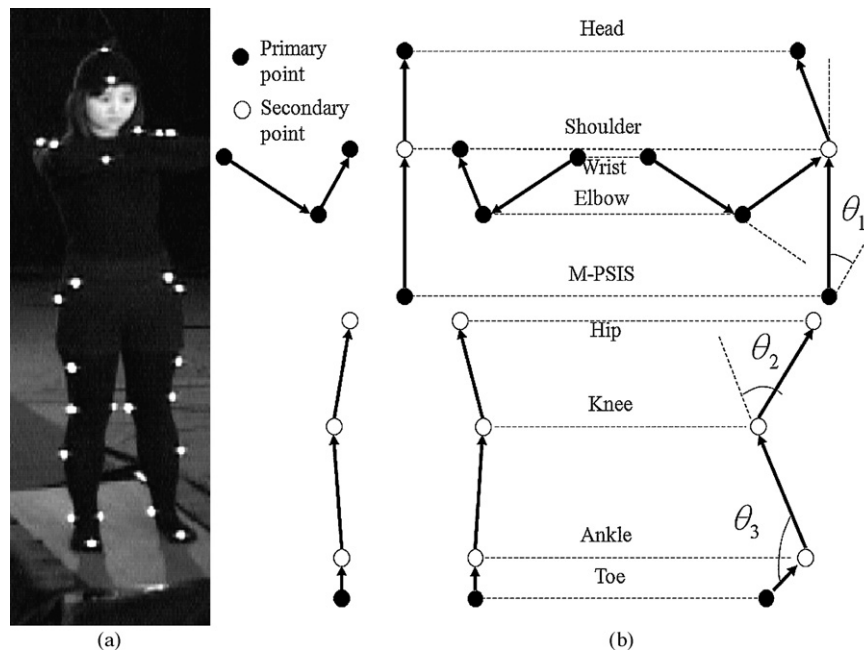 Primary
point
Secondary
point
Head
Shoulder
Wrist
Elbow
M-PSIS
Hip
Knee
Ankle
Toe
θ1
θ2
θ3
(a)
(b)